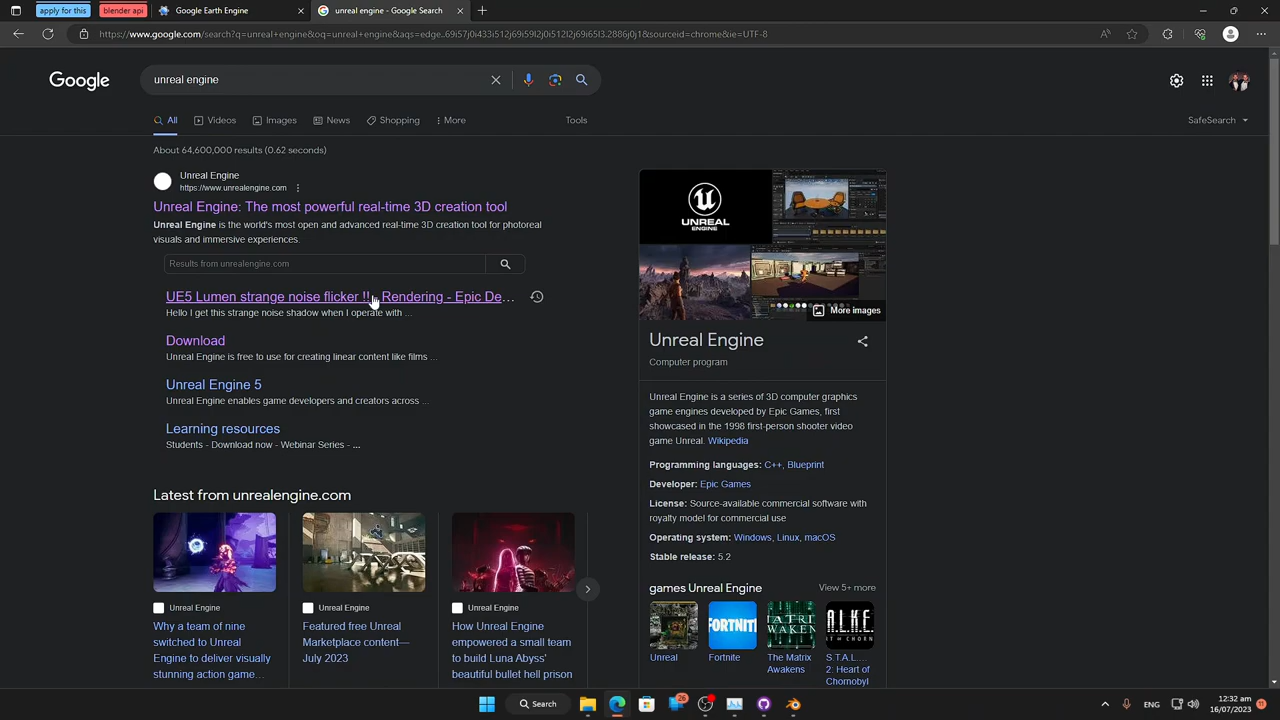 apply for this
blender api
Google Earth Engine
unreal engine - Google Search
https://www.google.com/search?q=unreal+engine&oq=unreal+engine&aqs=edge..69i57j0i433i512j69i59l2j0i512l2j69i65l3.2886j0j1&sourceid=chrome&ie=UTF-8
Google
unreal engine
All
Videos
Images
News
Shopping
More
Tools
SafeSearch
About 64,600,000 results (0.62 seconds)
Unreal Engine
https://www.unrealengine.com
Unreal Engine: The most powerful real-time 3D creation tool
Unreal Engine is the world's most open and advanced real-time 3D creation tool for photoreal
visuals and immersive experiences.
Results from unrealengine.com
UE5 Lumen strange noise flicker !! - Rendering - Epic De...
Hello I get this strange noise shadow when I operate with ...
Download
Unreal Engine is free to use for creating linear content like films ...
Unreal Engine 5
Unreal Engine enables game developers and creators across ...
Learning resources
Students - Download now - Webinar Series - ...
Latest from unrealengine.com
Unreal Engine
Why a team of nine
switched to Unreal
Engine to deliver visually
stunning action game...
Unreal Engine
Featured free Unreal
Marketplace content—
July 2023
Unreal Engine
How Unreal Engine
empowered a small team
to build Luna Abyss'
beautiful bullet hell prison
UNREAL
ENGINE
More images
Unreal Engine
Computer program
Unreal Engine is a series of 3D computer graphics
game engines developed by Epic Games, first
showcased in the 1998 first-person shooter video
game Unreal. Wikipedia
Programming languages: C++, Blueprint
Developer: Epic Games
License: Source-available commercial software with
royalty model for commercial use
Operating system: Windows, Linux, macOS
Stable release: 5.2
games Unreal Engine
View 5+ more
FORTNIT
Unreal
Fortnite
The Matrix
Awakens
S.T.A.L....
2: Heart of
Chornobyl
Search
26
ENG
12:32 am
16/07/2023
11